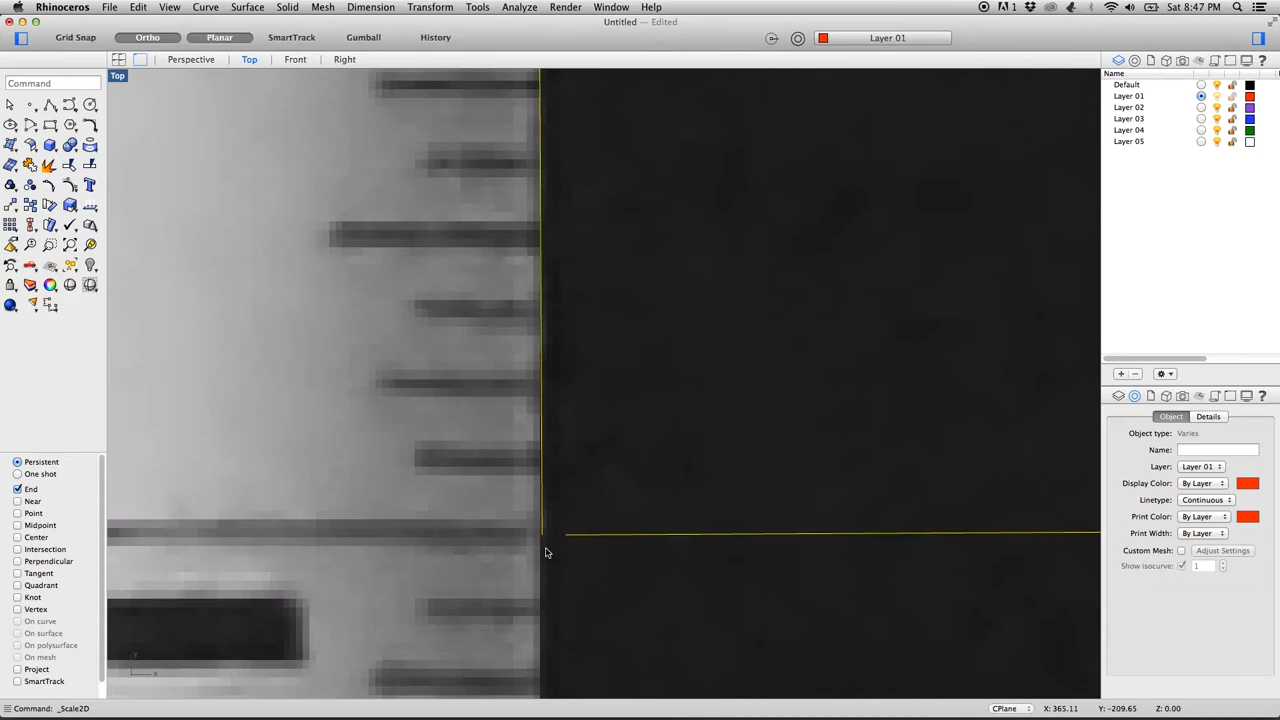 Rhinoceros File Edit View Curve Surface Solid Mesh Dimension Transform Tools Analyze Render Window Help 1 Sat 8:47 PM
Untitled — Edited
Grid Snap Ortho Planar SmartTrack Gumball History Layer 01
Perspective Top Front Right
Top
Command
Name
Default
Layer 01
Layer 02
Layer 03
Layer 04
Layer 05
Object Details
Object type: Varies
Name:
Layer: Layer 01
Display Color: By Layer
Linetype: Continuous
Print Color: By Layer
Print Width: By Layer
Custom Mesh: Adjust Settings
Show isocurve: 1
Persistent
One shot
End
Near
Point
Midpoint
Center
Intersection
Perpendicular
Tangent
Quadrant
Knot
Vertex
On curve
On surface
On polysurface
On mesh
Project
SmartTrack
y
x
Command: _Scale2D CPlane X: 365.11 Y: -209.65 Z: 0.00